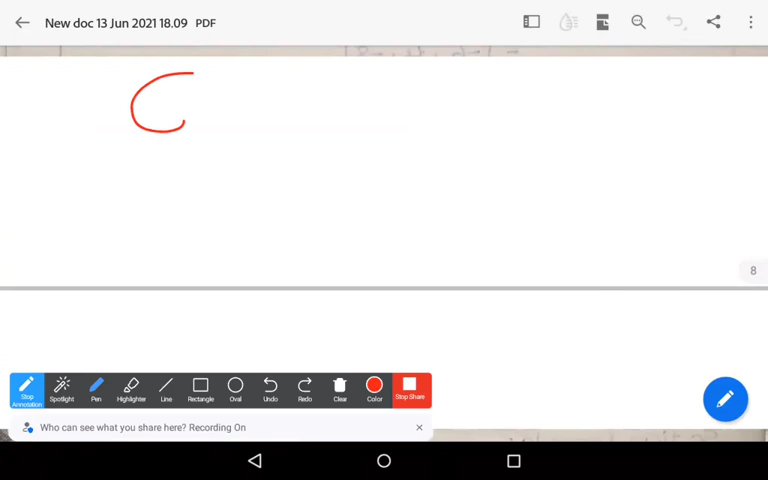 New doc 13 Jun 2021 18.09 PDF
C
8
Stop Annotation
Spotlight
Pen
Highlighter
Line
Rectangle
Oval
Undo
Redo
Clear
Color
Stop Share
Who can see what you share here? Recording On